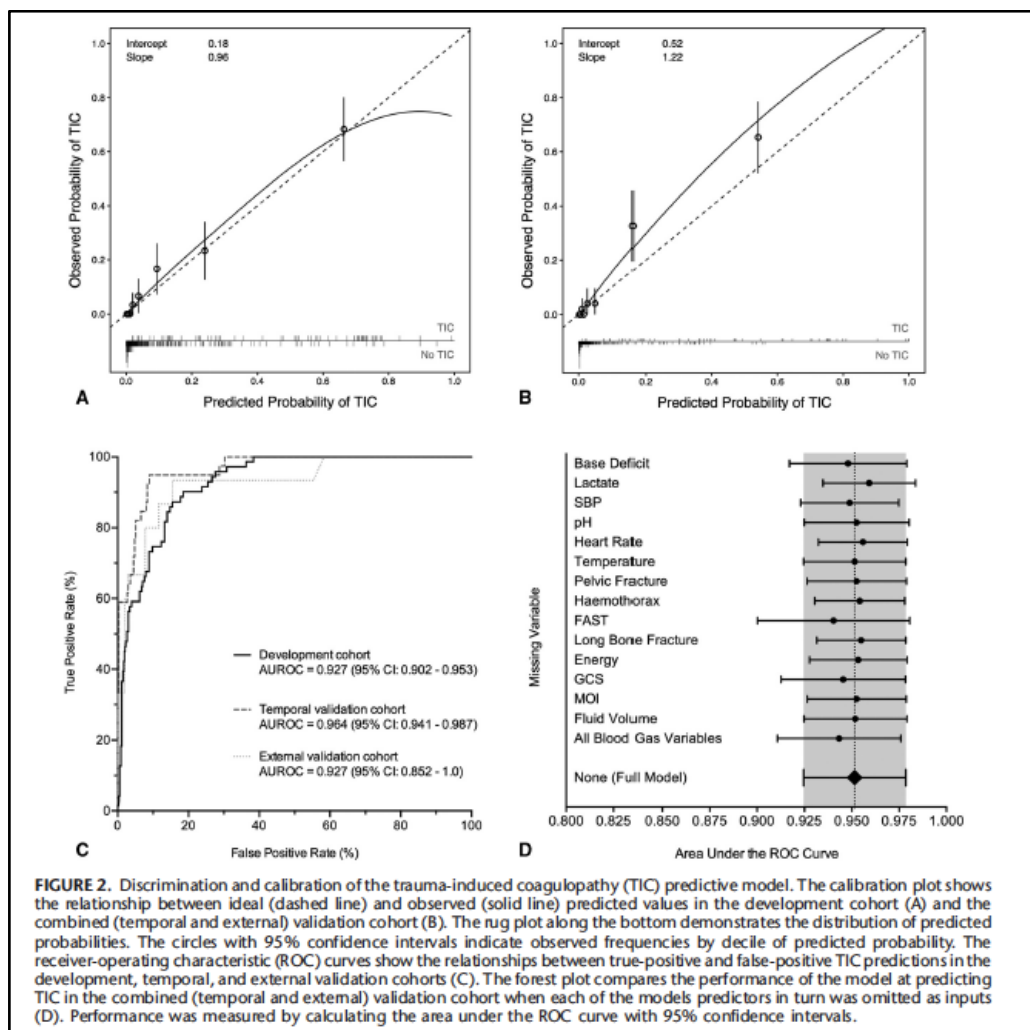 Intercept 0.18
Slope 0.96
1.0
0.8
0.6
0.4
0.2
0.0
Observed Probability of TIC
TIC
No TIC
0.0 0.2 0.4 0.6 0.8 1.0
A Predicted Probability of TIC
Intercept 0.52
Slope 1.22
1.0
0.8
0.6
0.4
0.2
0.0
Observed Probability of TIC
TIC
No TIC
0.0 0.2 0.4 0.6 0.8 1.0
B Predicted Probability of TIC
100
80
60
40
20
0
True Positive Rate (%)
Development cohort
AUROC = 0.927 (95% CI: 0.902 - 0.953)
Temporal validation cohort
AUROC = 0.964 (95% CI: 0.941 - 0.987)
External validation cohort
AUROC = 0.927 (95% CI: 0.852 - 1.0)
0 20 40 60 80 100
C False Positive Rate (%)
Missing Variable
Base Deficit
Lactate
SBP
pH
Heart Rate
Temperature
Pelvic Fracture
Haemothorax
FAST
Long Bone Fracture
Energy
GCS
MOI
Fluid Volume
All Blood Gas Variables
None (Full Model)
0.800 0.825 0.850 0.875 0.900 0.925 0.950 0.975 1.000
D Area Under the ROC Curve
FIGURE 2. Discrimination and calibration of the trauma-induced coagulopathy (TIC) predictive model. The calibration plot shows
the relationship between ideal (dashed line) and observed (solid line) predicted values in the development cohort (A) and the
combined (temporal and external) validation cohort (B). The rug plot along the bottom demonstrates the distribution of predicted
probabilities. The circles with 95% confidence intervals indicate observed frequencies by decile of predicted probability. The
receiver-operating characteristic (ROC) curves show the relationships between true-positive and false-positive TIC predictions in the
development, temporal, and external validation cohorts (C). The forest plot compares the performance of the model at predicting
TIC in the combined (temporal and external) validation cohort when each of the models predictors in turn was omitted as inputs
(D). Performance was measured by calculating the area under the ROC curve with 95% confidence intervals.